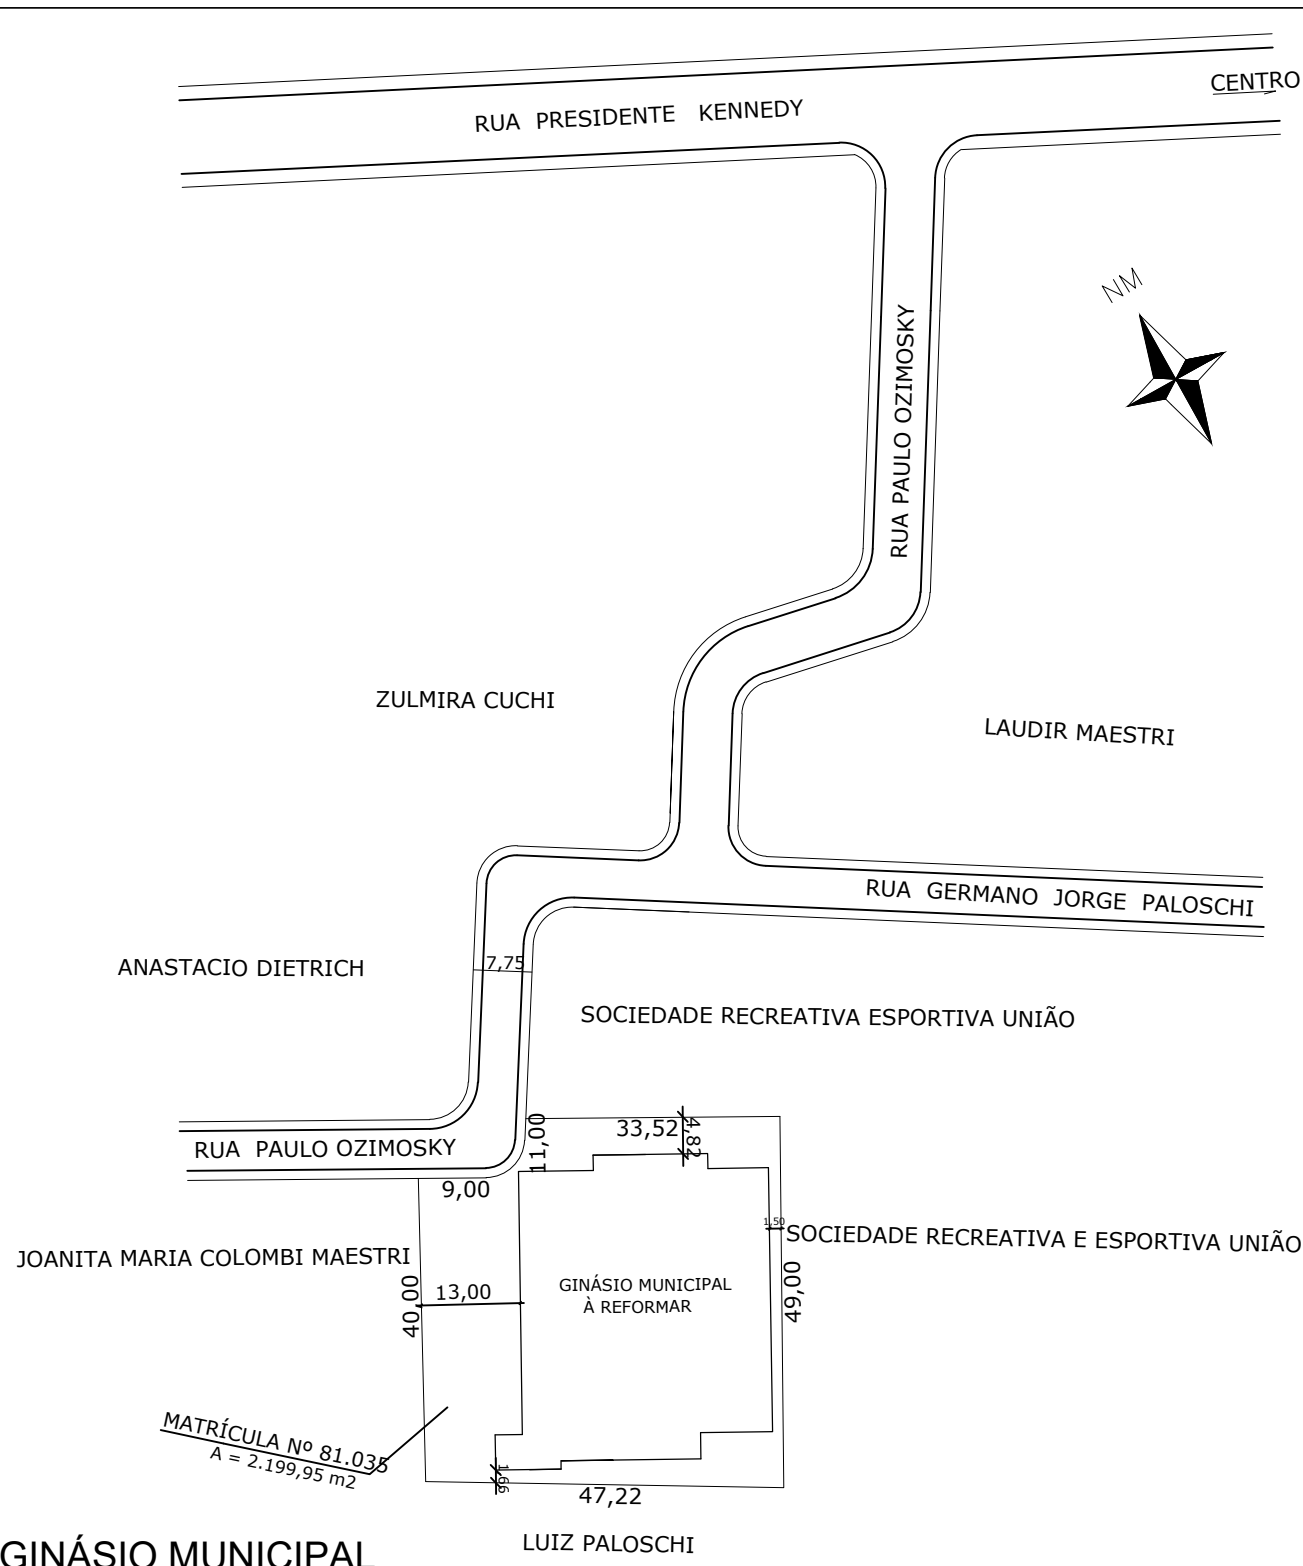 CENTRO
RUA PRESIDENTE KENNEDY
NM
RUA PAULO OZIMOSKY
ZULMIRA CUCHI
LAUDIR MAESTRI
RUA GERMANO JORGE PALOSCHI
ANASTACIO DIETRICH
7,75
SOCIEDADE RECREATIVA ESPORTIVA UNIÃO
RUA PAULO OZIMOSKY
11,00
33,52
4,82
9,00
1,50
SOCIEDADE RECREATIVA E ESPORTIVA UNIÃO
JOANITA MARIA COLOMBI MAESTRI
40,00
13,00
GINÁSIO MUNICIPAL
À REFORMAR
49,00
MATRÍCULA Nº 81.035
A = 2.199,95 m2
1,66
47,22
LUIZ PALOSCHI
GINÁSIO MUNICIPAL